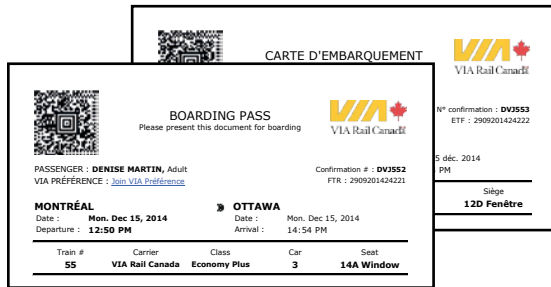 CARTE D'EMBARQUEMENT
VIA Rail Canada
N° confirmation : DVJ553
ETF : 2909201424222
5 déc. 2014
PM
Siège
12D Fenêtre
BOARDING PASS
Please present this document for boarding
VIA Rail Canada
PASSENGER : DENISE MARTIN, Adult
Confirmation # : DVJ552
VIA PRÉFÉRENCE : Join VIA Préférence
FTR : 2909201424221
MONTRÉAL » OTTAWA
Date : Mon. Dec 15, 2014 Date : Mon. Dec 15, 2014
Departure : 12:50 PM Arrival : 14:54 PM
Train # Carrier Class Car Seat
55 VIA Rail Canada Economy Plus 3 14A Window